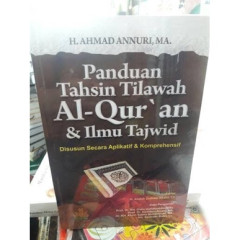 H. AHMAD ANNURI, MA.
Panduan
Tahsin Tilawah
Al-Qur`an
& Ilmu Tajwid
Disusun Secara Aplikatif & Komprehensif